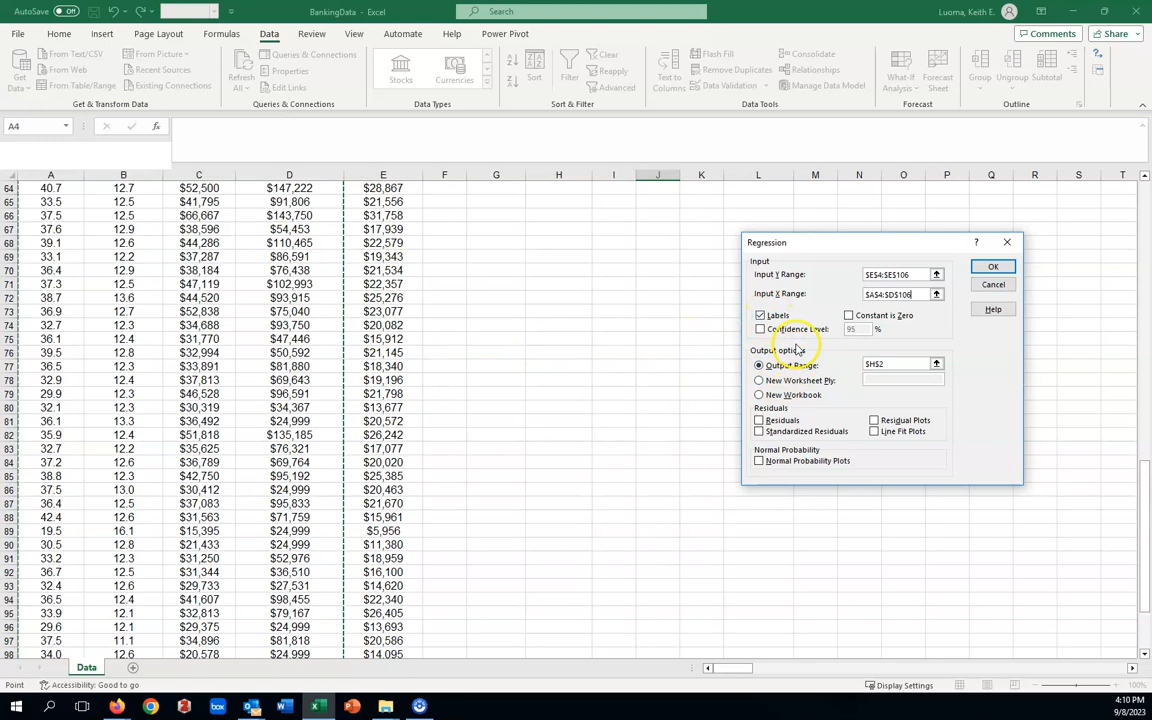 AutoSave Off BankingData - Excel Search Luoma, Keith E.
File Home Insert Page Layout Formulas Data Review View Automate Help Power Pivot Comments Share
Get Data From Text/CSV From Picture Refresh All Queries & Connections Stocks Currencies Sort Filter Clear Text to Columns Flash Fill Consolidate What-If Analysis Forecast Sheet Group Ungroup Subtotal
From Web Recent Sources Properties Reapply Remove Duplicates Relationships
From Table/Range Existing Connections Edit Links Advanced Data Validation Manage Data Model
Get & Transform Data Queries & Connections Data Types Sort & Filter Data Tools Forecast Outline
A4 fx
A B C D E F G H I J K L M N O P Q R S T
64 40.7 12.7 $52,500 $147,222 $28,867
65 33.5 12.5 $41,795 $91,806 $21,556
66 37.5 12.5 $66,667 $143,750 $31,758
67 37.6 12.9 $38,596 $54,453 $17,939
68 39.1 12.6 $44,286 $110,465 $22,579
69 33.1 12.2 $37,287 $86,591 $19,343
70 36.4 12.9 $38,184 $76,438 $21,534
71 37.3 12.5 $47,119 $102,993 $22,357
72 38.7 13.6 $44,520 $93,915 $25,276
73 36.9 12.7 $52,838 $75,040 $23,077
74 32.7 12.3 $34,688 $93,750 $20,082
75 36.1 12.4 $31,770 $47,446 $15,912
76 39.5 12.8 $32,994 $50,592 $21,145
77 36.5 12.3 $33,891 $81,880 $18,340
78 32.9 12.4 $37,813 $69,643 $19,196
79 29.9 12.3 $46,528 $96,591 $21,798
80 32.1 12.3 $30,319 $34,367 $13,677
81 36.1 13.3 $36,492 $24,999 $20,572
82 35.9 12.4 $51,818 $135,185 $26,242
83 32.7 12.2 $35,625 $76,321 $17,077
84 37.2 12.6 $36,789 $69,764 $20,020
85 38.8 12.3 $42,750 $95,192 $25,385
86 37.5 13.0 $30,412 $24,999 $20,463
87 36.4 12.5 $37,083 $95,833 $21,670
88 42.4 12.6 $31,563 $71,759 $15,961
89 19.5 16.1 $15,395 $24,999 $5,956
90 30.5 12.8 $21,433 $24,999 $11,380
91 33.2 12.3 $31,250 $52,976 $18,959
92 36.7 12.5 $31,344 $36,510 $16,100
93 32.4 12.6 $29,733 $27,531 $14,620
94 36.5 12.4 $41,607 $98,455 $22,340
95 33.9 12.1 $32,813 $79,167 $26,405
96 29.6 12.1 $29,375 $24,999 $13,693
97 37.5 11.1 $34,896 $81,818 $20,586
98 34.0 12.6 $20,578 $24,999 $14,095
Regression ?
Input
Input Y Range: $E$4:$E$106 OK
Input X Range: $A$4:$D$106 Cancel
Labels Constant is Zero Help
Confidence Level: 95 %
Output options
Output Range: $H$2
New Worksheet Ply:
New Workbook
Residuals
Residuals Residual Plots
Standardized Residuals Line Fit Plots
Normal Probability
Normal Probability Plots
Data
Point Accessibility: Good to go Display Settings 100%
4:10 PM
9/8/2023